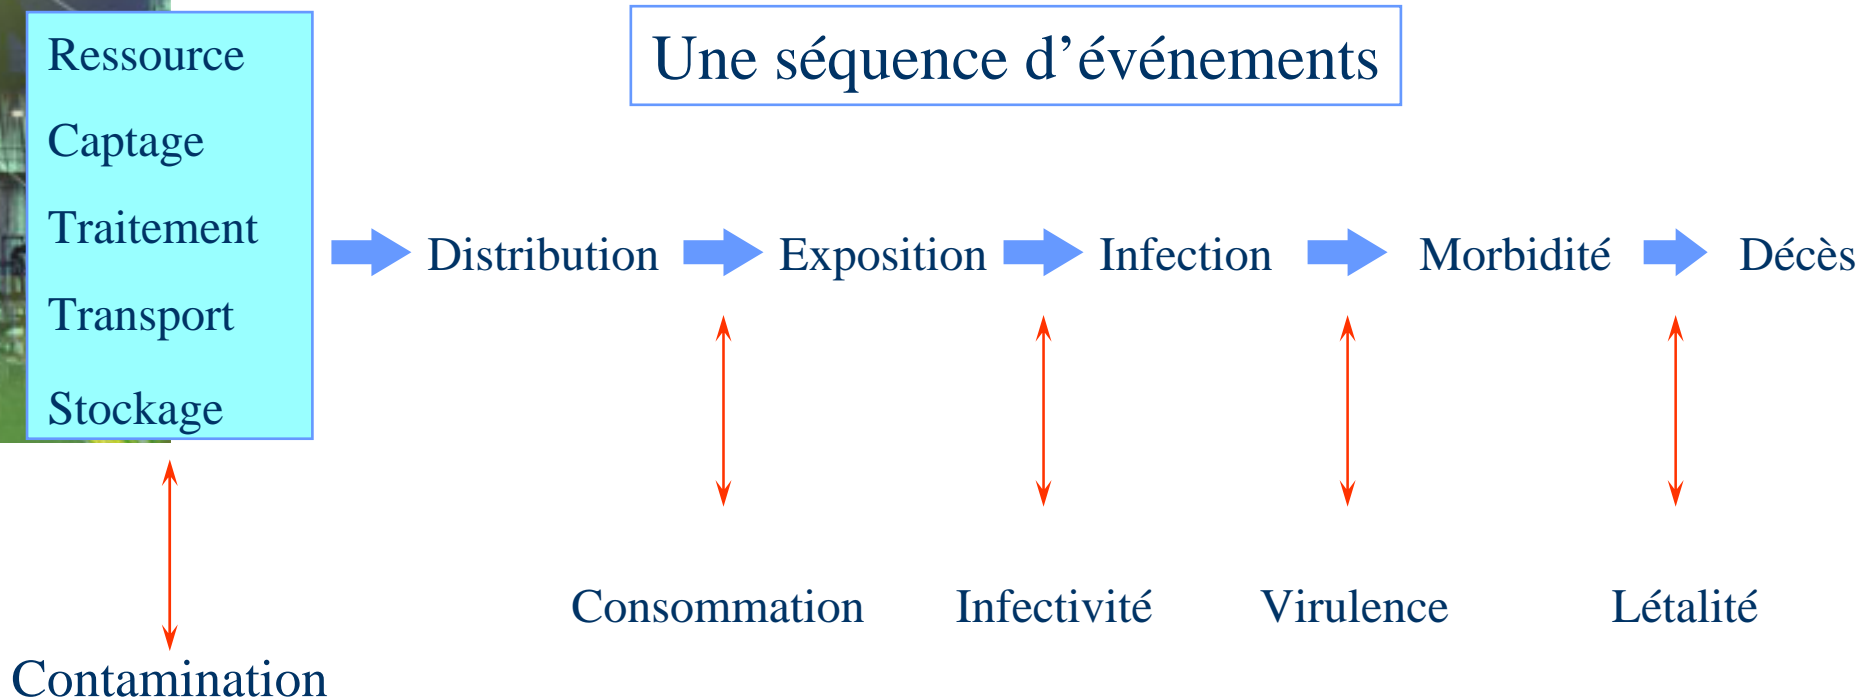 Une séquence d’événements
Ressource
Captage
Traitement
Transport
Stockage
Distribution
Exposition
Infection
Morbidité
Décès
Consommation
Infectivité
Virulence
Létalité
Contamination